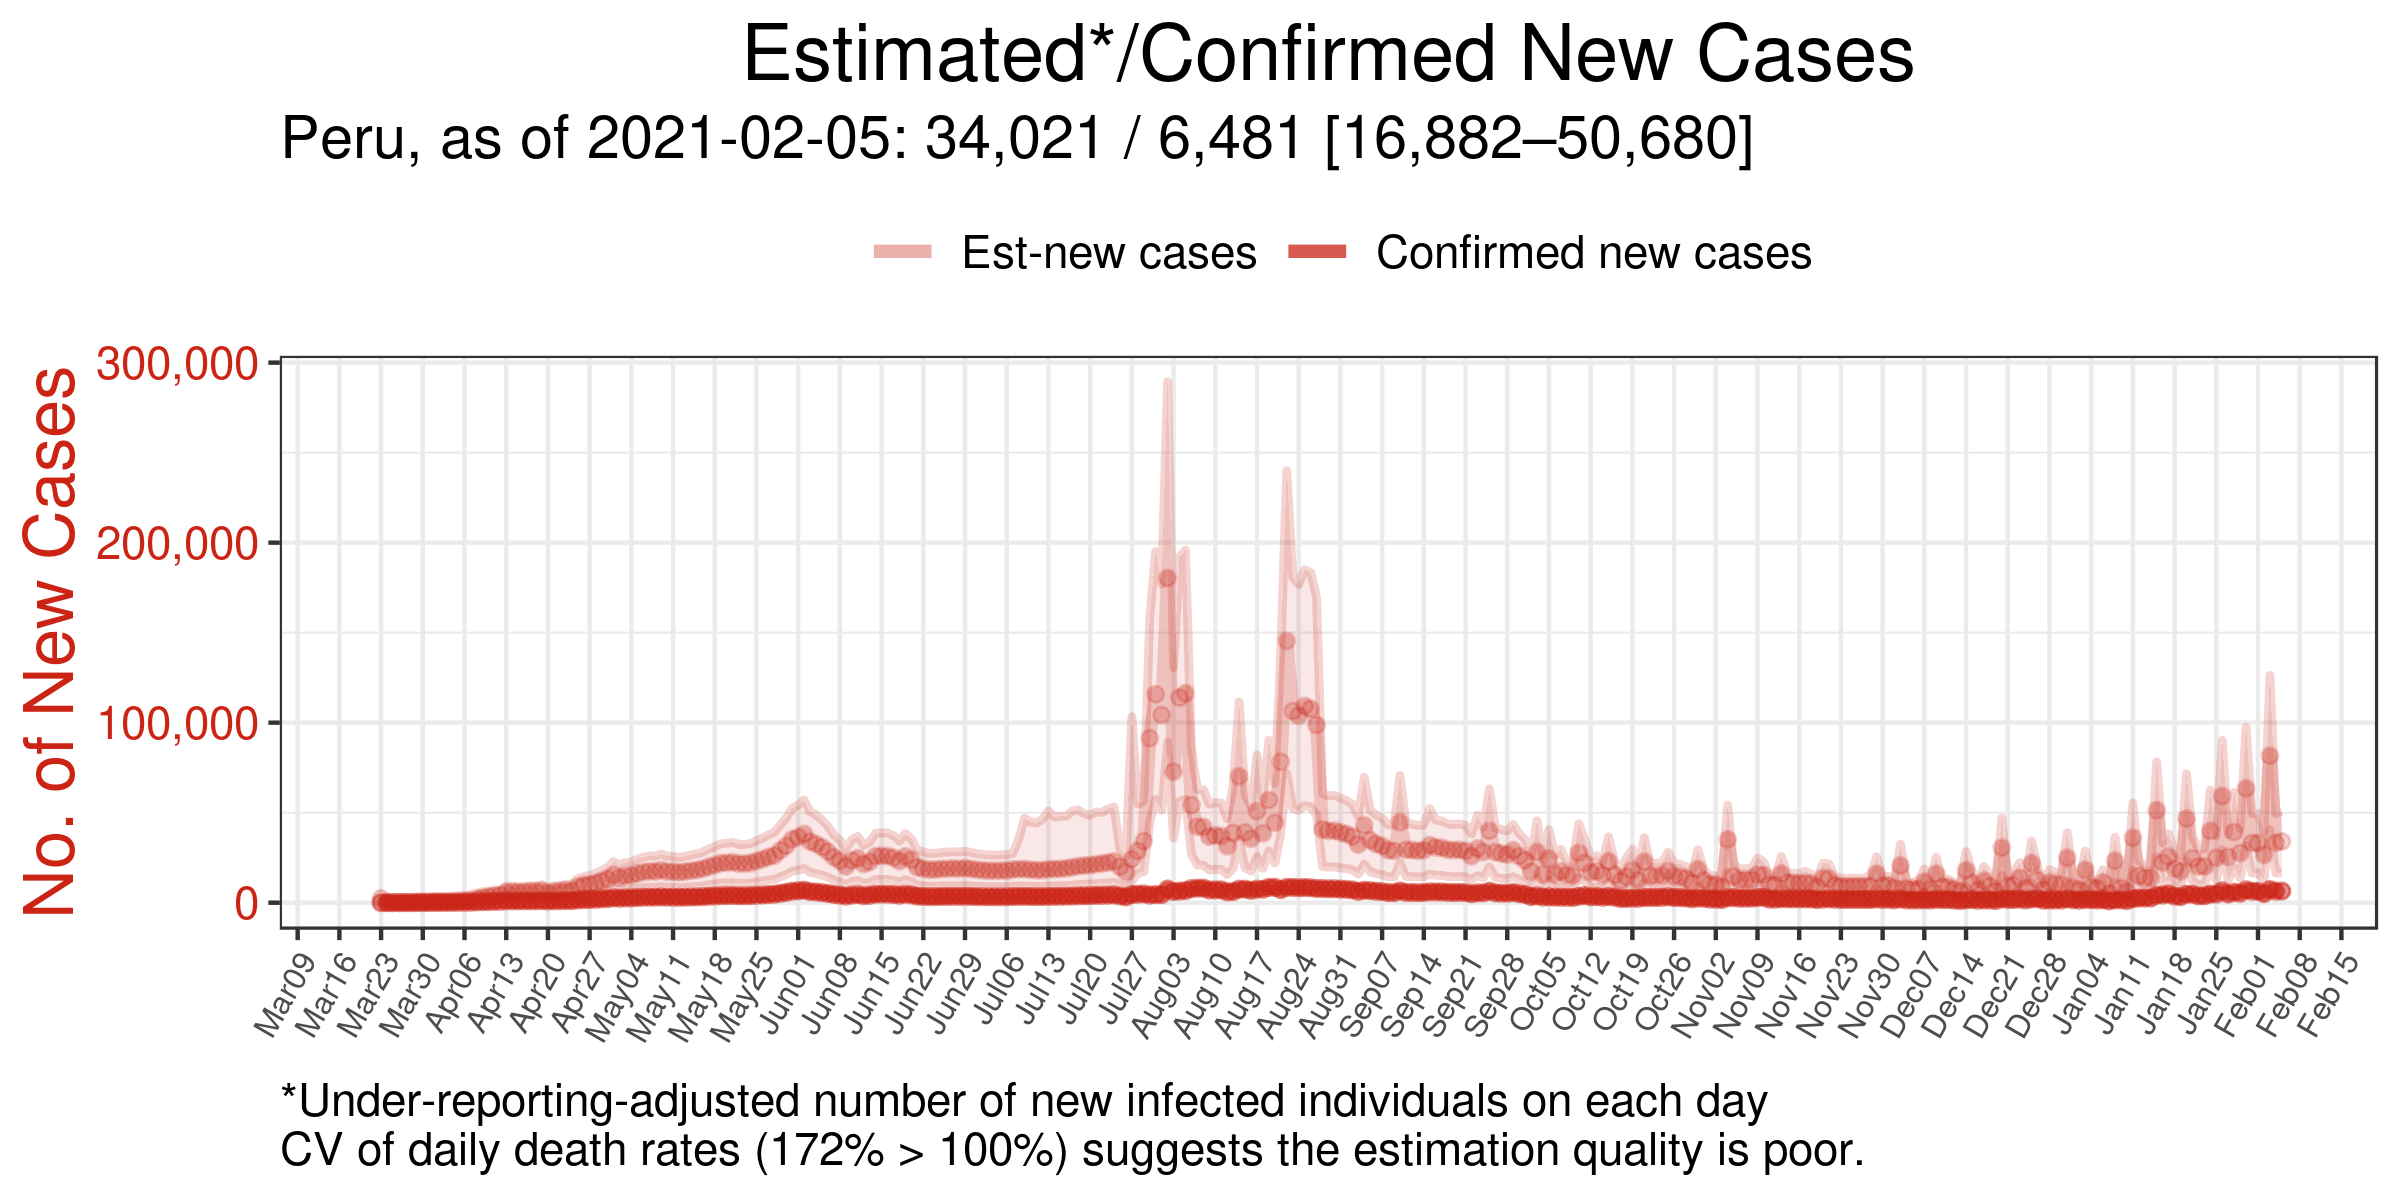 Estimated*/Confirmed New Cases
Peru, as of 2021-02-05: 34,021 / 6,481 [16,882–50,680]
Est-new cases
Confirmed new cases
No. of New Cases
300,000
200,000
100,000
0
Mar09
Mar16
Mar23
Mar30
Apr06
Apr13
Apr20
Apr27
May04
May11
May18
May25
Jun01
Jun08
Jun15
Jun22
Jun29
Jul06
Jul13
Jul20
Jul27
Aug03
Aug10
Aug17
Aug24
Aug31
Sep07
Sep14
Sep21
Sep28
Oct05
Oct12
Oct19
Oct26
Nov02
Nov09
Nov16
Nov23
Nov30
Dec07
Dec14
Dec21
Dec28
Jan04
Jan11
Jan18
Jan25
Feb01
Feb08
Feb15
*Under-reporting-adjusted number of new infected individuals on each day
CV of daily death rates (172% > 100%) suggests the estimation quality is poor.